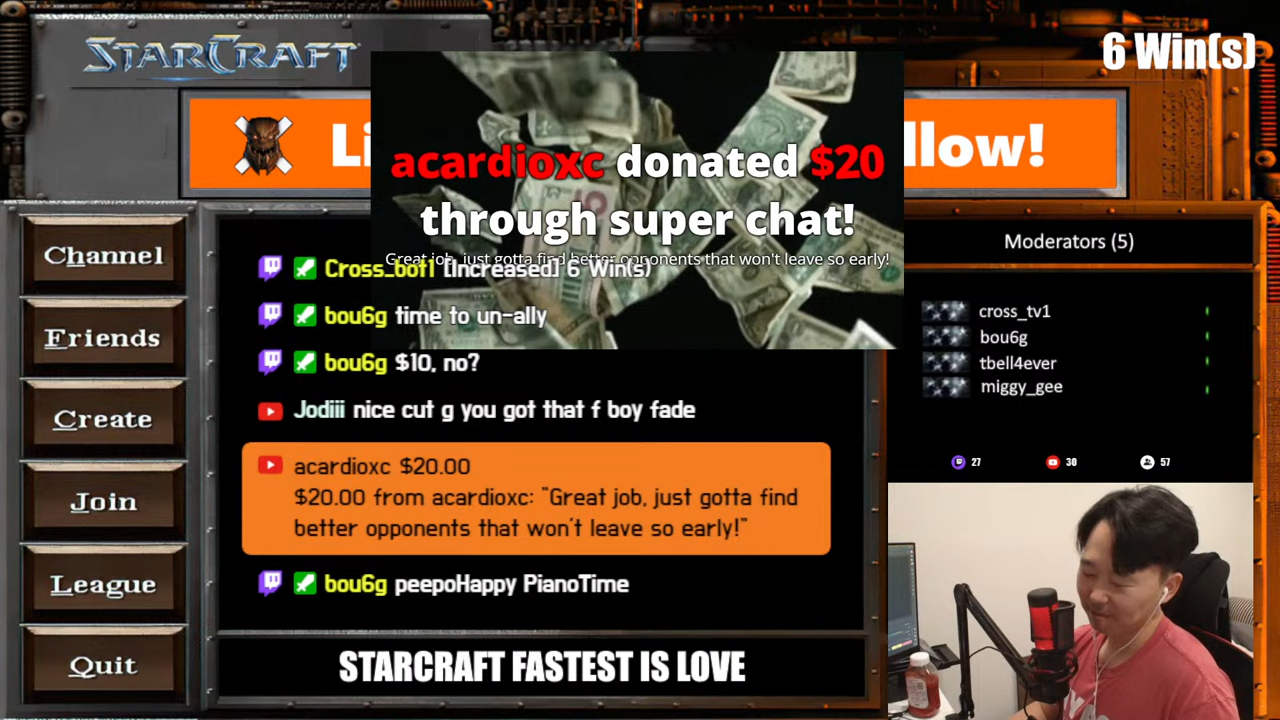 STARCRAFT
6 Win(s)
Li
llow!
acardioxc donated $20
through super chat!
Great job, just gotta find better opponents that won't leave so early!
Channel
Friends
Create
Join
League
Quit
Cross_bot1 [Increased] 6 Win(s)
bou6g time to un-ally
bou6g $10, no?
Jodiii nice cut g you got that f boy fade
acardioxc $20.00
$20.00 from acardioxc: "Great job, just gotta find
better opponents that won't leave so early!"
bou6g peepoHappy PianoTime
STARCRAFT FASTEST IS LOVE
Moderators (5)
cross_tv1
bou6g
tbell4ever
miggy_gee
27
30
57